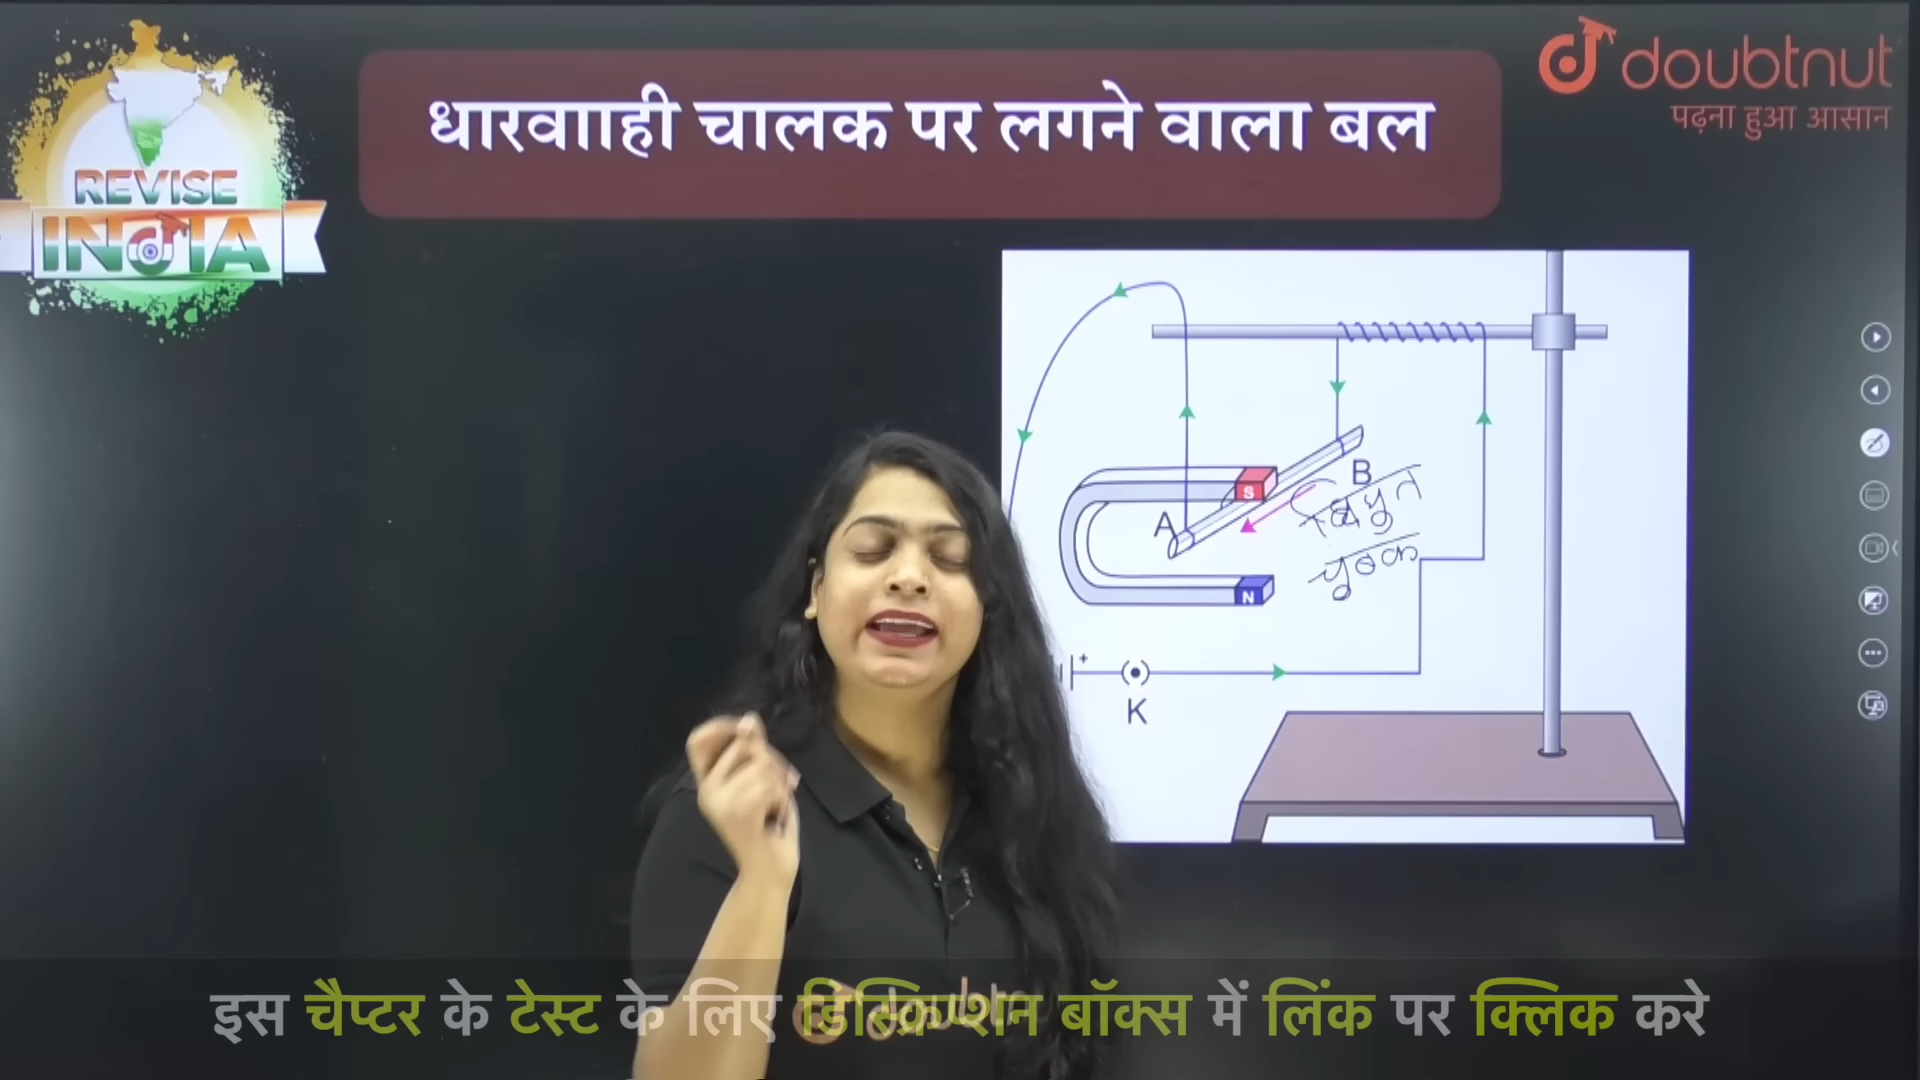 धारवााही चालक पर लगने वाला बल
doubtnut
पढ़ना हुआ आसान
REVISE
INDIA
B
S
A
विधुत
चुबक
N
+
K
इस चैप्टर के टेस्ट के लिए डिस्क्रिप्शन बॉक्स में लिंक पर क्लिक करे